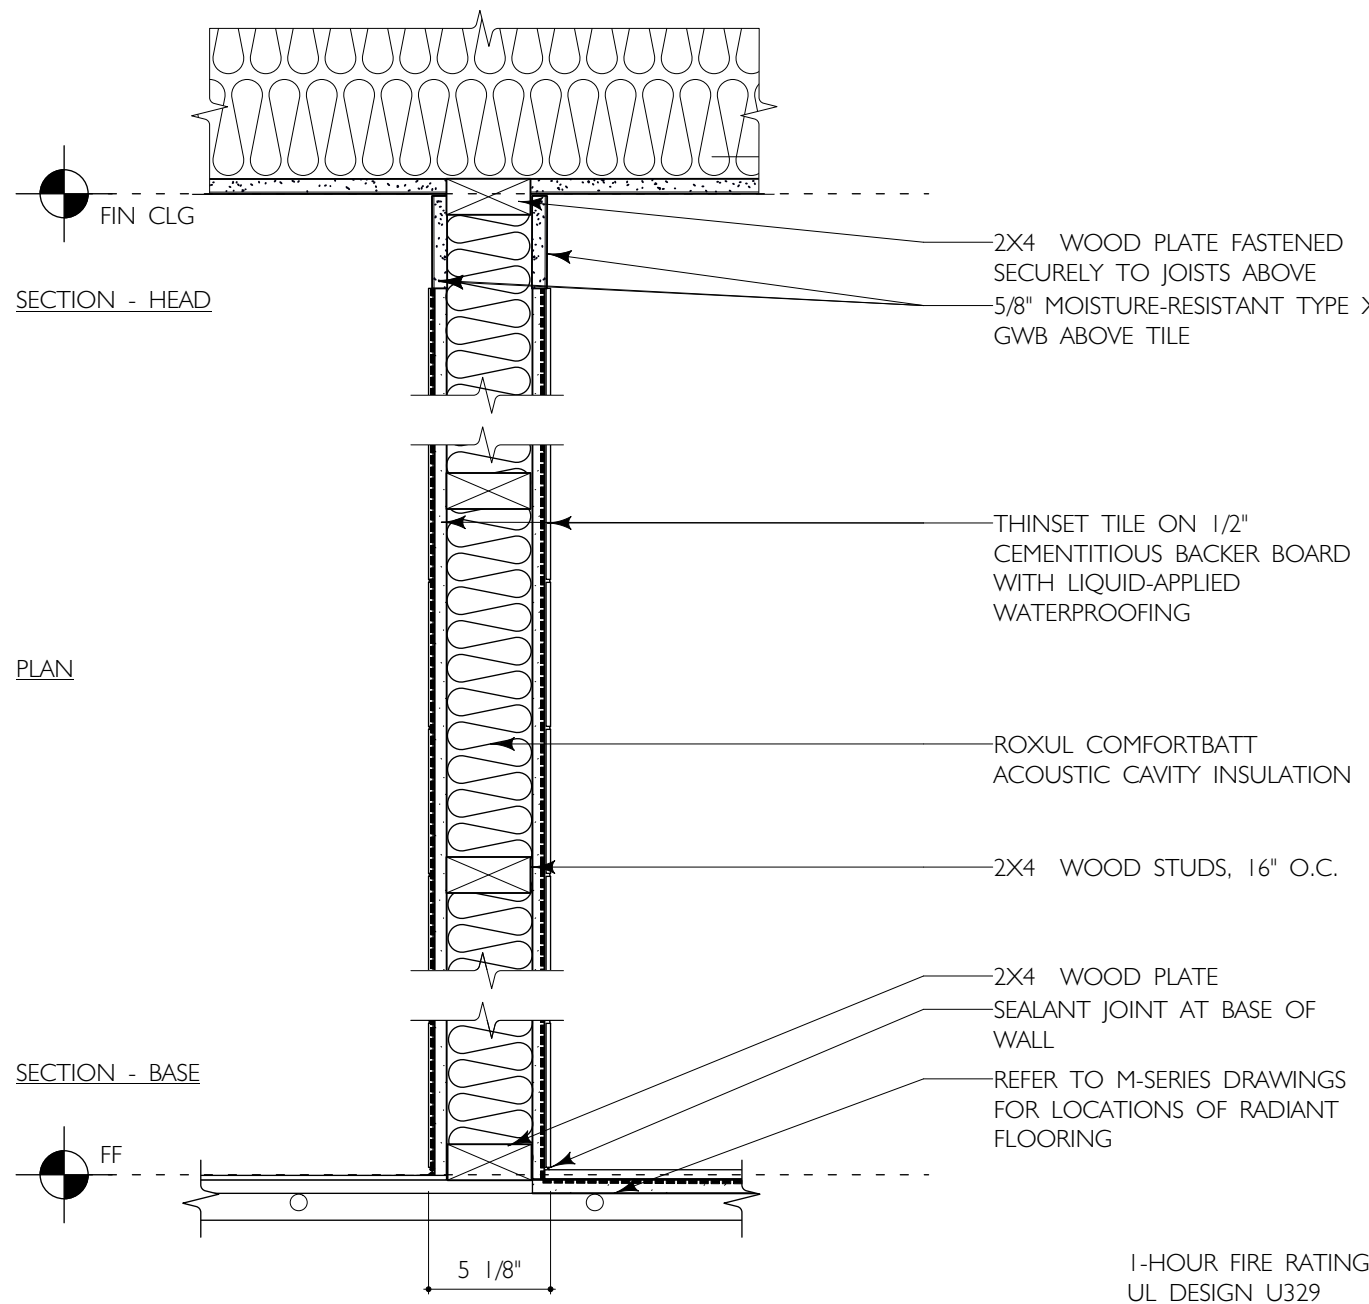 FIN CLG
SECTION - HEAD
2X4 WOOD PLATE FASTENED
SECURELY TO JOISTS ABOVE
5/8" MOISTURE-RESISTANT TYPE X
GWB ABOVE TILE
THINSET TILE ON 1/2"
CEMENTITIOUS BACKER BOARD
WITH LIQUID-APPLIED
WATERPROOFING
PLAN
ROXUL COMFORTBATT
ACOUSTIC CAVITY INSULATION
2X4 WOOD STUDS, 16" O.C.
2X4 WOOD PLATE
SEALANT JOINT AT BASE OF
WALL
SECTION - BASE
REFER TO M-SERIES DRAWINGS
FOR LOCATIONS OF RADIANT
FLOORING
FF
5 1/8"
1-HOUR FIRE RATING
UL DESIGN U329